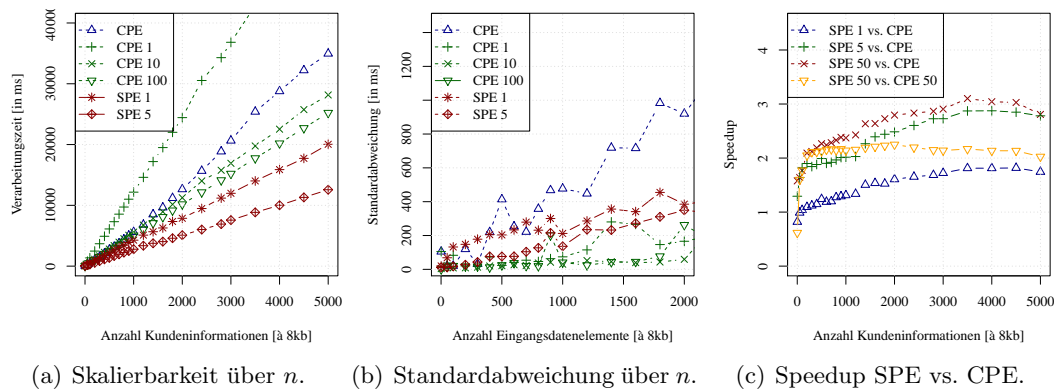 Verarbeitungszeit [in ms]
0
10000
20000
30000
40000
CPE
CPE 1
CPE 10
CPE 100
SPE 1
SPE 5
0
1000
2000
3000
4000
5000
Anzahl Kundeninformationen [à 8kb]
(a) Skalierbarkeit über n.
Standardabweichung [in ms]
0
200
400
600
800
1000
1400
CPE
CPE 1
CPE 10
CPE 100
SPE 1
SPE 5
0
500
1000
1500
2000
Anzahl Eingangsdatenelemente [à 8kb]
(b) Standardabweichung über n.
Speedup
0
1
2
3
4
SPE 1 vs. CPE
SPE 5 vs. CPE
SPE 50 vs. CPE
SPE 50 vs. CPE 50
0
1000
2000
3000
4000
5000
Anzahl Kundeninformationen [à 8kb]
(c) Speedup SPE vs. CPE.